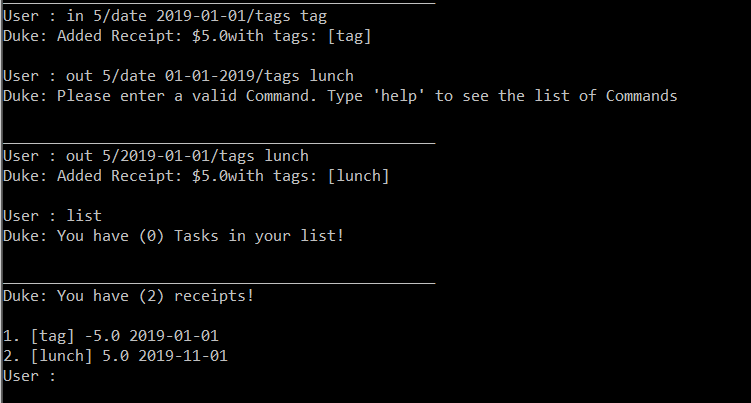 User : in 5/date 2019-01-01/tags tag
Duke: Added Receipt: $5.0with tags: [tag]
User : out 5/date 01-01-2019/tags lunch
Duke: Please enter a valid Command. Type 'help' to see the list of Commands
User : out 5/2019-01-01/tags lunch
Duke: Added Receipt: $5.0with tags: [lunch]
User : list
Duke: You have (0) Tasks in your list!
Duke: You have (2) receipts!
1. [tag] -5.0 2019-01-01
2. [lunch] 5.0 2019-11-01
User :